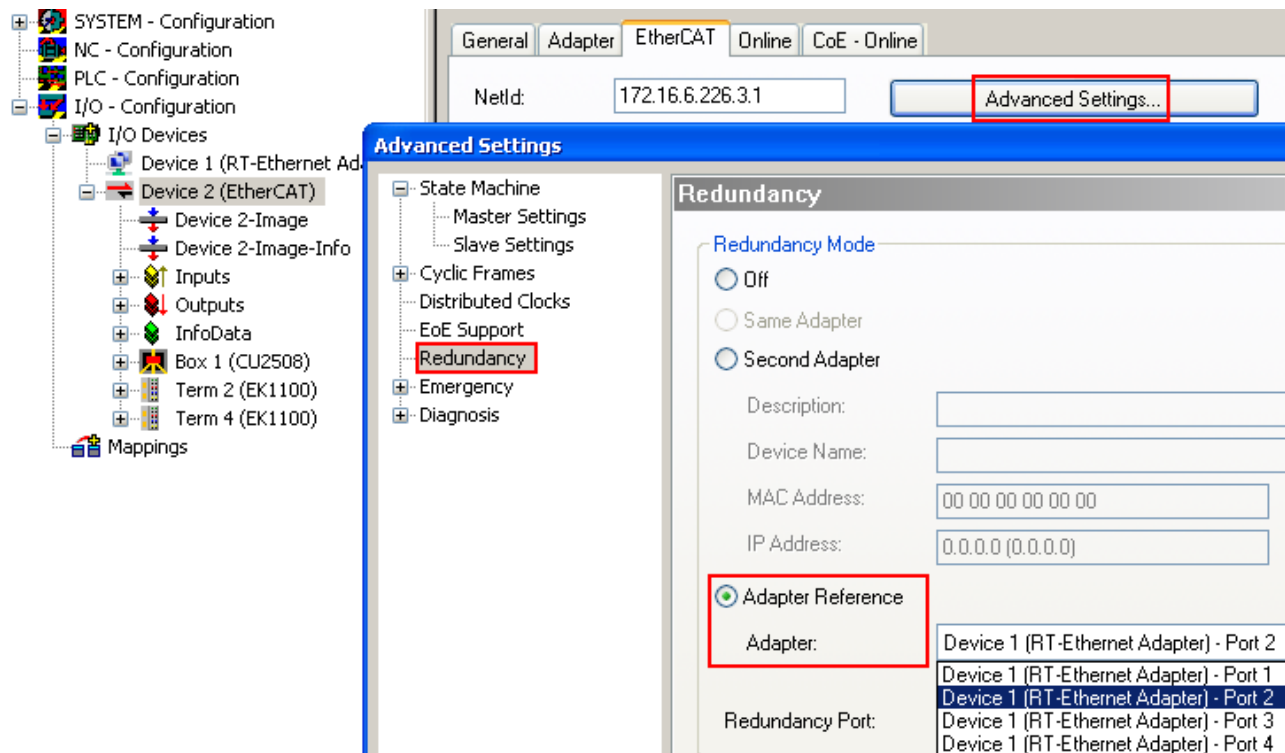 SYSTEM - Configuration
NC - Configuration
PLC - Configuration
I/O - Configuration
I/O Devices
Device 1 (RT-Ethernet Ada
Device 2 (EtherCAT)
Device 2-Image
Device 2-Image-Info
Inputs
Outputs
InfoData
Box 1 (CU2508)
Term 2 (EK1100)
Term 4 (EK1100)
Mappings
General Adapter EtherCAT Online CoE - Online
NetId: 172.16.6.226.3.1 Advanced Settings...
Advanced Settings
State Machine
Master Settings
Slave Settings
Cyclic Frames
Distributed Clocks
EoE Support
Redundancy
Emergency
Diagnosis
Redundancy
Redundancy Mode
Off
Same Adapter
Second Adapter
Description:
Device Name:
MAC Address: 00 00 00 00 00 00
IP Address: 0.0.0.0 (0.0.0.0)
Adapter Reference
Adapter: Device 1 (RT-Ethernet Adapter) - Port 2
Device 1 (RT-Ethernet Adapter) - Port 1
Device 1 (RT-Ethernet Adapter) - Port 2
Redundancy Port: Device 1 (RT-Ethernet Adapter) - Port 3
Device 1 (RT-Ethernet Adapter) - Port 4